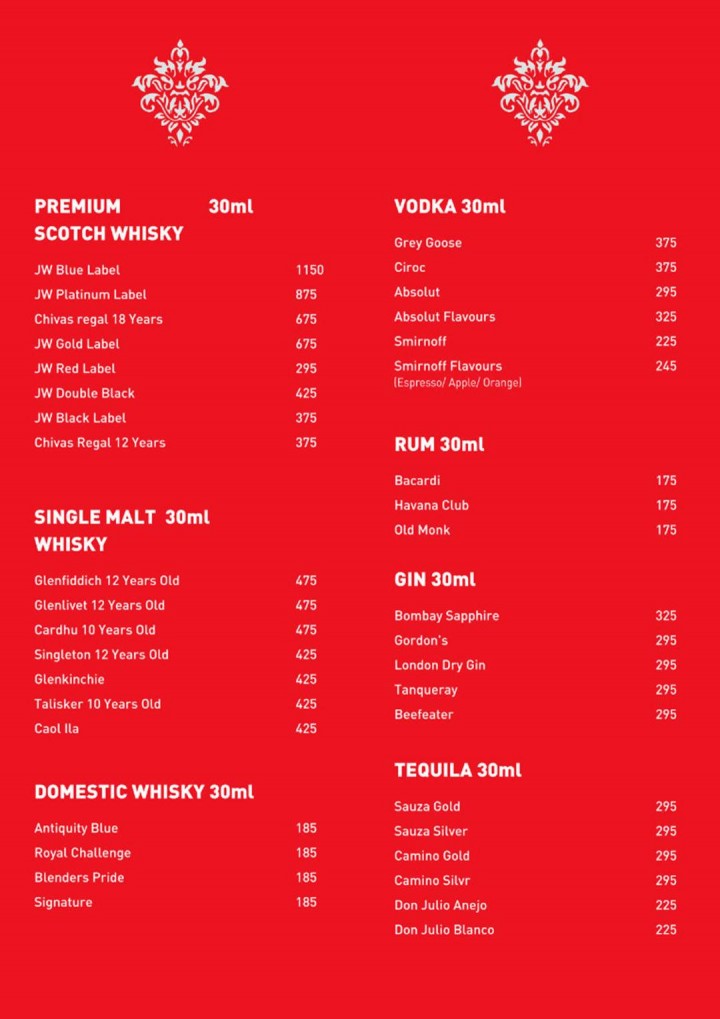 PREMIUM 30ml
SCOTCH WHISKY
JW Blue Label 1150
JW Platinum Label 875
Chivas regal 18 Years 675
JW Gold Label 675
JW Red Label 295
JW Double Black 425
JW Black Label 375
Chivas Regal 12 Years 375
SINGLE MALT 30ml
WHISKY
Glenfiddich 12 Years Old 475
Glenlivet 12 Years Old 475
Cardhu 10 Years Old 475
Singleton 12 Years Old 425
Glenkinchie 425
Talisker 10 Years Old 425
Caol Ila 425
DOMESTIC WHISKY 30ml
Antiquity Blue 185
Royal Challenge 185
Blenders Pride 185
Signature 185
VODKA 30ml
Grey Goose 375
Ciroc 375
Absolut 295
Absolut Flavours 325
Smirnoff 225
Smirnoff Flavours 245
(Espresso/ Apple/ Orange)
RUM 30ml
Bacardi 175
Havana Club 175
Old Monk 175
GIN 30ml
Bombay Sapphire 325
Gordon's 295
London Dry Gin 295
Tanqueray 295
Beefeater 295
TEQUILA 30ml
Sauza Gold 295
Sauza Silver 295
Camino Gold 295
Camino Silvr 295
Don Julio Anejo 225
Don Julio Blanco 225